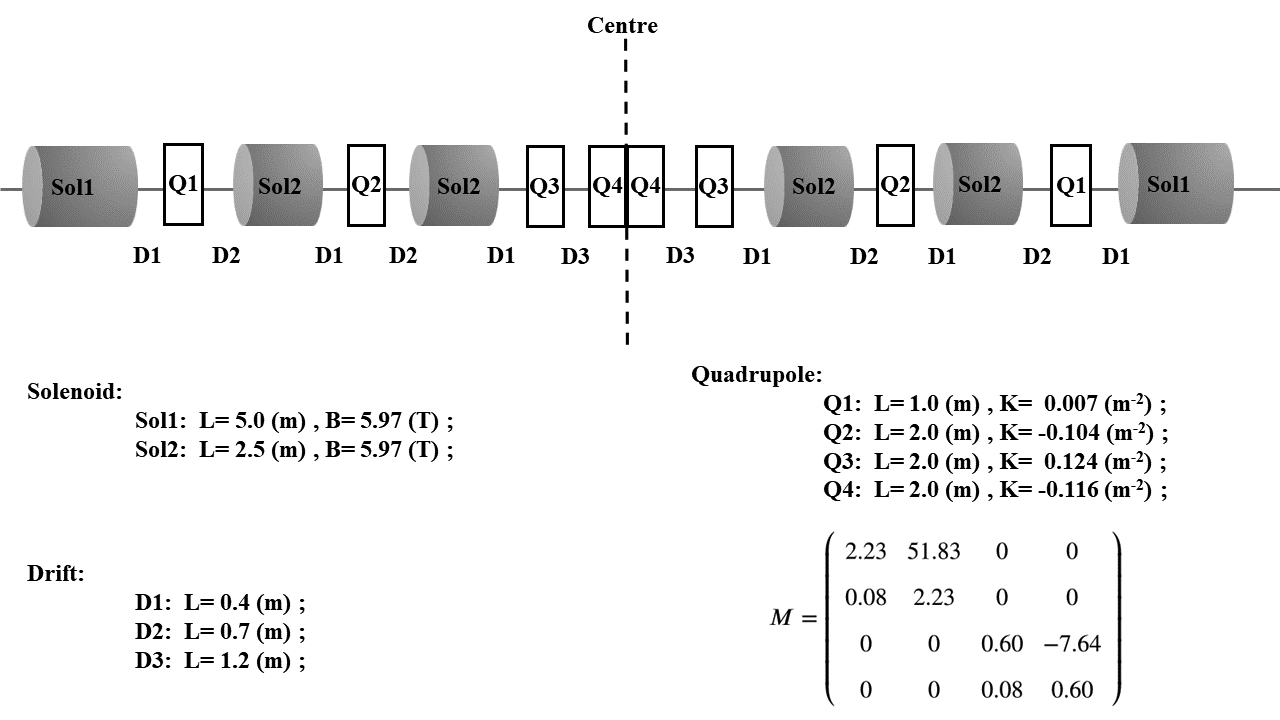 Centre
Sol1 Q1 Sol2 Q2 Sol2 Q3 Q4 Q4 Q3 Sol2 Q2 Sol2 Q1 Sol1
D1 D2 D1 D2 D1 D3 D3 D1 D2 D1 D2 D1
Solenoid:
Sol1: L= 5.0 (m) , B= 5.97 (T) ;
Sol2: L= 2.5 (m) , B= 5.97 (T) ;
Drift:
D1: L= 0.4 (m) ;
D2: L= 0.7 (m) ;
D3: L= 1.2 (m) ;
Quadrupole:
Q1: L= 1.0 (m) , K= 0.007 (m⁻²) ;
Q2: L= 2.0 (m) , K= -0.104 (m⁻²) ;
Q3: L= 2.0 (m) , K= 0.124 (m⁻²) ;
Q4: L= 2.0 (m) , K= -0.116 (m⁻²) ;
M =
2.23 51.83 0 0
0.08 2.23 0 0
0 0 0.60 −7.64
0 0 0.08 0.60